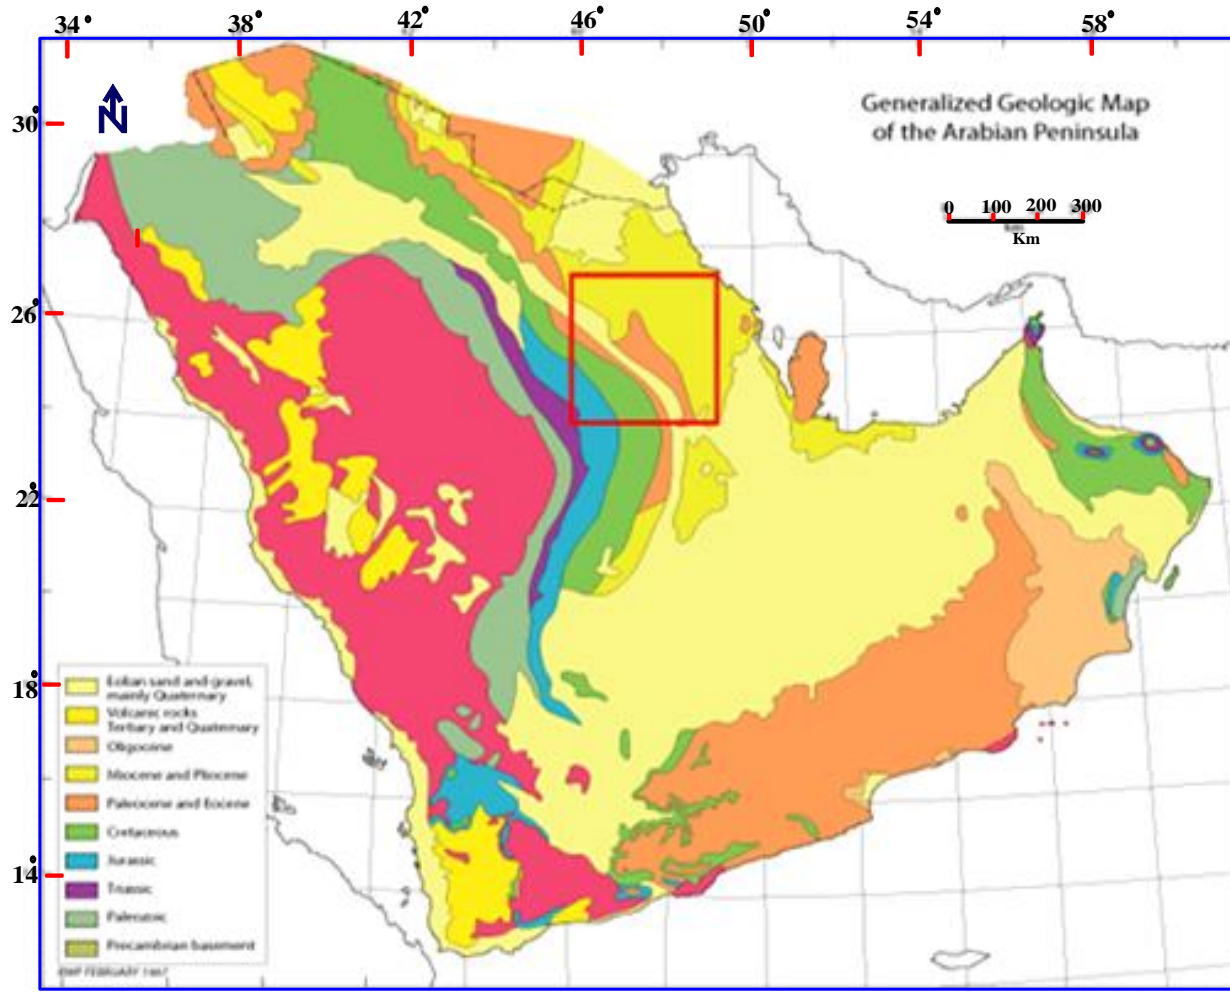 34° 38° 42° 46° 50° 54° 58°
30°
26°
22°
18°
14°
N
Generalized Geologic Map
of the Arabian Peninsula
0 100 200 300
km
Km
Eolian sand and gravel,
mainly Quaternary
Volcanic rocks
Tertiary and Quaternary
Oligocene
Miocene and Pliocene
Paleocene and Eocene
Cretaceous
Jurassic
Triassic
Paleozoic
Precambrian basement
FEBRUARY